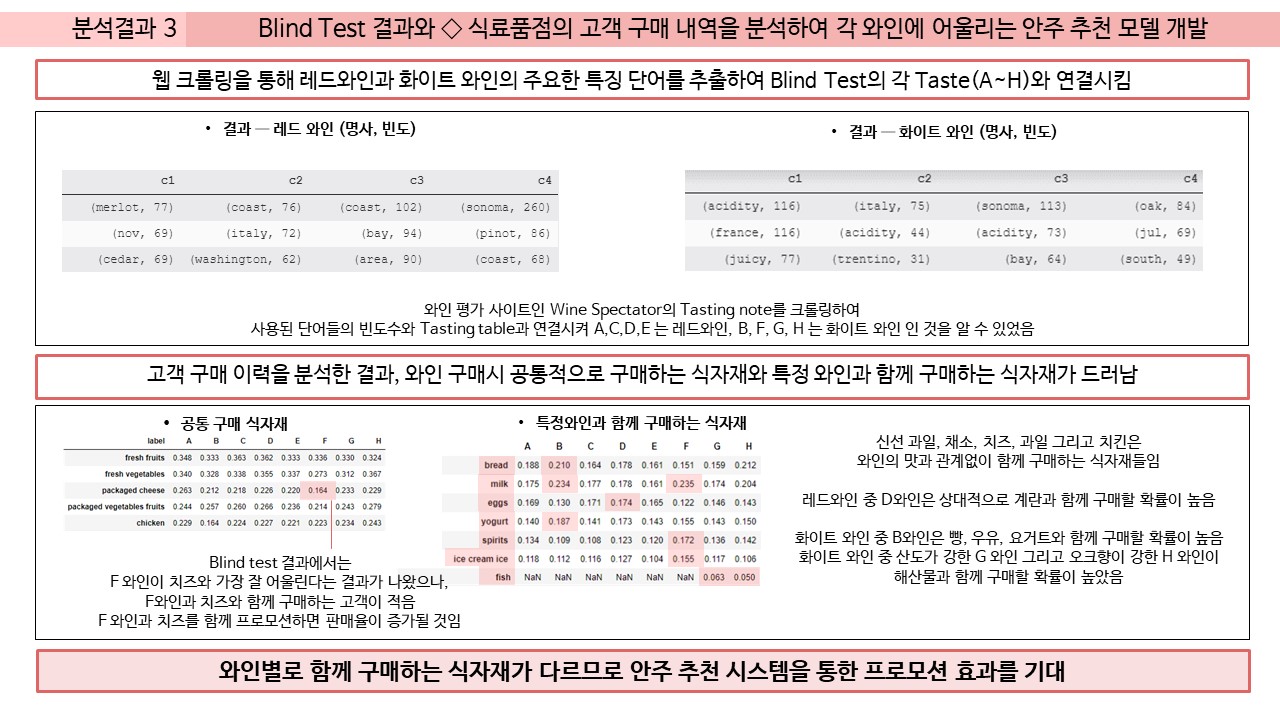 분석결과 3
Blind Test 결과와 ◇ 식료품점의 고객 구매 내역을 분석하여 각 와인에 어울리는 안주 추천 모델 개발
웹 크롤링을 통해 레드와인과 화이트 와인의 주요한 특징 단어를 추출하여 Blind Test의 각 Taste(A~H)와 연결시킴
• 결과 — 레드 와인 (명사, 빈도)
c1 c2 c3 c4
(merlot, 77) (coast, 76) (coast, 102) (sonoma, 260)
(nov, 69) (italy, 72) (bay, 94) (pinot, 86)
(cedar, 69) (washington, 62) (area, 90) (coast, 68)
• 결과 — 화이트 와인 (명사, 빈도)
c1 c2 c3 c4
(acidity, 116) (italy, 75) (sonoma, 113) (oak, 84)
(france, 116) (acidity, 44) (acidity, 73) (jul, 69)
(juicy, 77) (trentino, 31) (bay, 64) (south, 49)
와인 평가 사이트인 Wine Spectator의 Tasting note를 크롤링하여
사용된 단어들의 빈도수와 Tasting table과 연결시켜 A,C,D,E 는 레드와인, B, F, G, H 는 화이트 와인 인 것을 알 수 있었음
고객 구매 이력을 분석한 결과, 와인 구매시 공통적으로 구매하는 식자재와 특정 와인과 함께 구매하는 식자재가 드러남
• 공통 구매 식자재
label A B C D E F G H
fresh fruits 0.348 0.333 0.363 0.362 0.333 0.336 0.330 0.324
fresh vegetables 0.340 0.328 0.338 0.355 0.337 0.273 0.312 0.367
packaged cheese 0.263 0.212 0.218 0.226 0.220 0.164 0.233 0.229
packaged vegetables fruits 0.244 0.257 0.260 0.266 0.236 0.214 0.243 0.279
chicken 0.229 0.164 0.224 0.227 0.221 0.223 0.234 0.243
Blind test 결과에서는
F 와인이 치즈와 가장 잘 어울린다는 결과가 나왔으나,
F와인과 치즈와 함께 구매하는 고객이 적음
F 와인과 치즈를 함께 프로모션하면 판매율이 증가될 것임
• 특정와인과 함께 구매하는 식자재
A B C D E F G H
bread 0.188 0.210 0.164 0.178 0.161 0.151 0.159 0.212
milk 0.175 0.234 0.177 0.178 0.161 0.235 0.174 0.204
eggs 0.169 0.130 0.171 0.174 0.165 0.122 0.146 0.143
yogurt 0.140 0.187 0.141 0.173 0.143 0.155 0.143 0.150
spirits 0.134 0.109 0.108 0.123 0.120 0.172 0.136 0.142
ice cream ice 0.118 0.112 0.116 0.127 0.104 0.155 0.117 0.106
fish NaN NaN NaN NaN NaN NaN 0.063 0.050
신선 과일, 채소, 치즈, 과일 그리고 치킨은
와인의 맛과 관계없이 함께 구매하는 식자재들임
레드와인 중 D와인은 상대적으로 계란과 함께 구매할 확률이 높음
화이트 와인 중 B와인은 빵, 우유, 요거트와 함께 구매할 확률이 높음
화이트 와인 중 산도가 강한 G 와인 그리고 오크향이 강한 H 와인이
해산물과 함께 구매할 확률이 높았음
와인별로 함께 구매하는 식자재가 다르므로 안주 추천 시스템을 통한 프로모션 효과를 기대